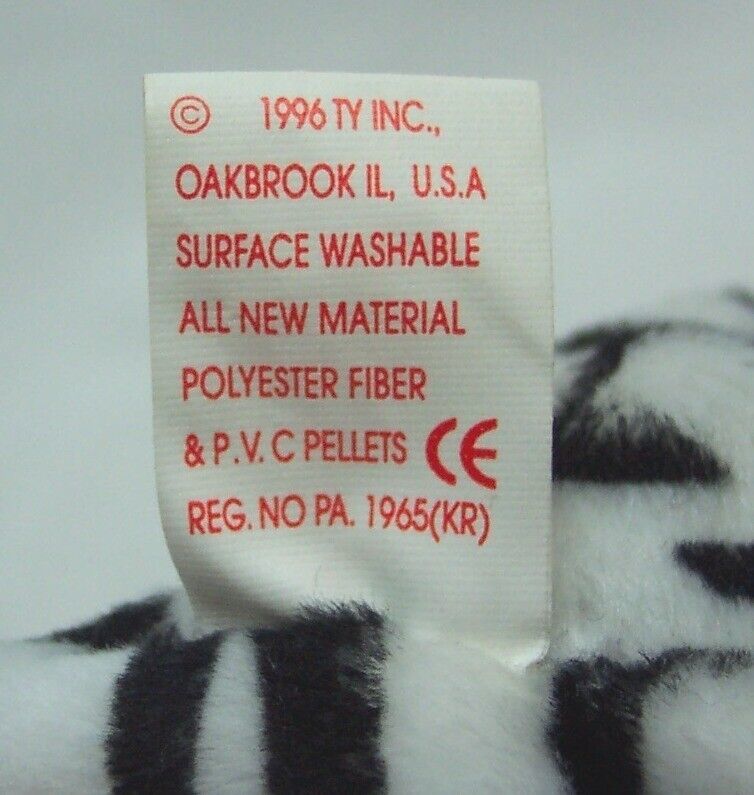 © 1996 TY INC.,
OAKBROOK IL, U.S.A
SURFACE WASHABLE
ALL NEW MATERIAL
POLYESTER FIBER
& P.V.C PELLETS CE
REG. NO PA. 1965(KR)